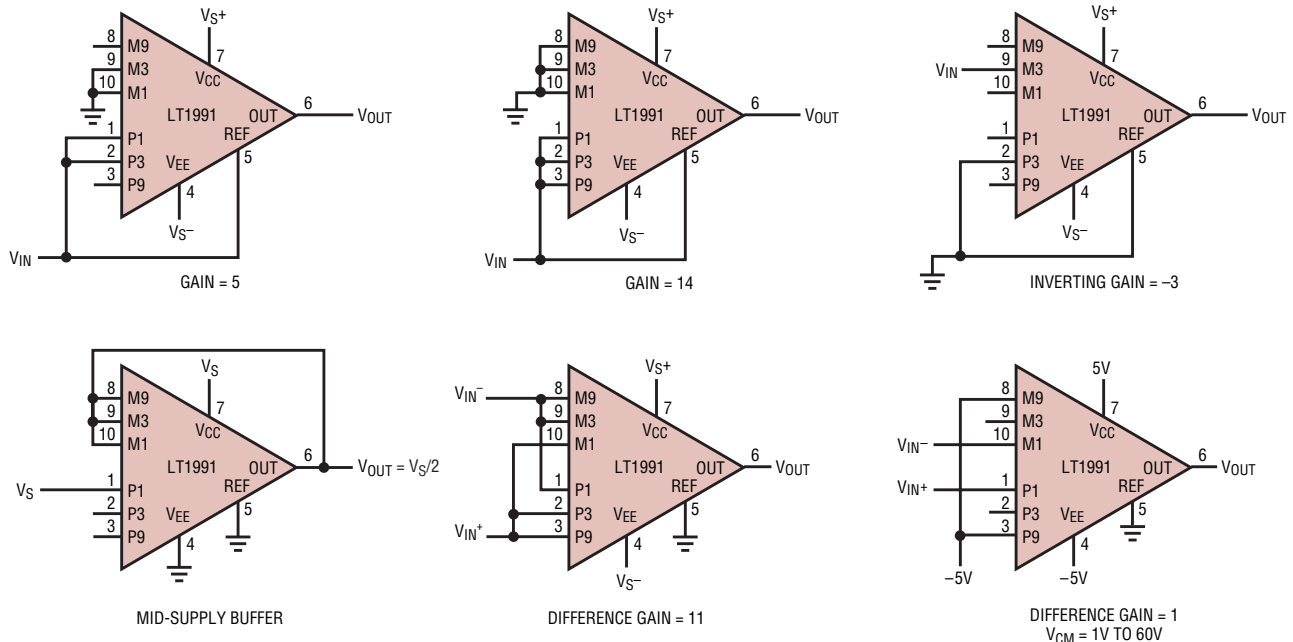 VS+
8 M9
7
9 M3
VCC
10 M1
LT1991
OUT
6
VOUT
REF
1 P1
5
2 P3
VEE
3 P9
4
VS–
VIN
GAIN = 5
VS+
8 M9
7
9 M3
VCC
10 M1
LT1991
OUT
6
VOUT
REF
1 P1
5
2 P3
VEE
3 P9
4
VS–
VIN
GAIN = 14
VS+
8 M9
7
VIN
9 M3
VCC
10 M1
LT1991
OUT
6
VOUT
REF
1 P1
5
2 P3
VEE
3 P9
4
VS–
INVERTING GAIN = –3
VS
8 M9
7
9 M3
VCC
10 M1
LT1991
OUT
6
VOUT = VS/2
REF
VS
1 P1
5
2 P3
VEE
3 P9
4
MID-SUPPLY BUFFER
VS+
VIN–
8 M9
7
9 M3
VCC
10 M1
LT1991
OUT
6
VOUT
REF
1 P1
5
2 P3
VEE
VIN+
3 P9
4
VS–
DIFFERENCE GAIN = 11
5V
8 M9
7
9 M3
VCC
VIN–
10 M1
LT1991
OUT
6
VOUT
REF
VIN+
1 P1
5
2 P3
VEE
3 P9
4
–5V
–5V
DIFFERENCE GAIN = 1
VCM = 1V TO 60V